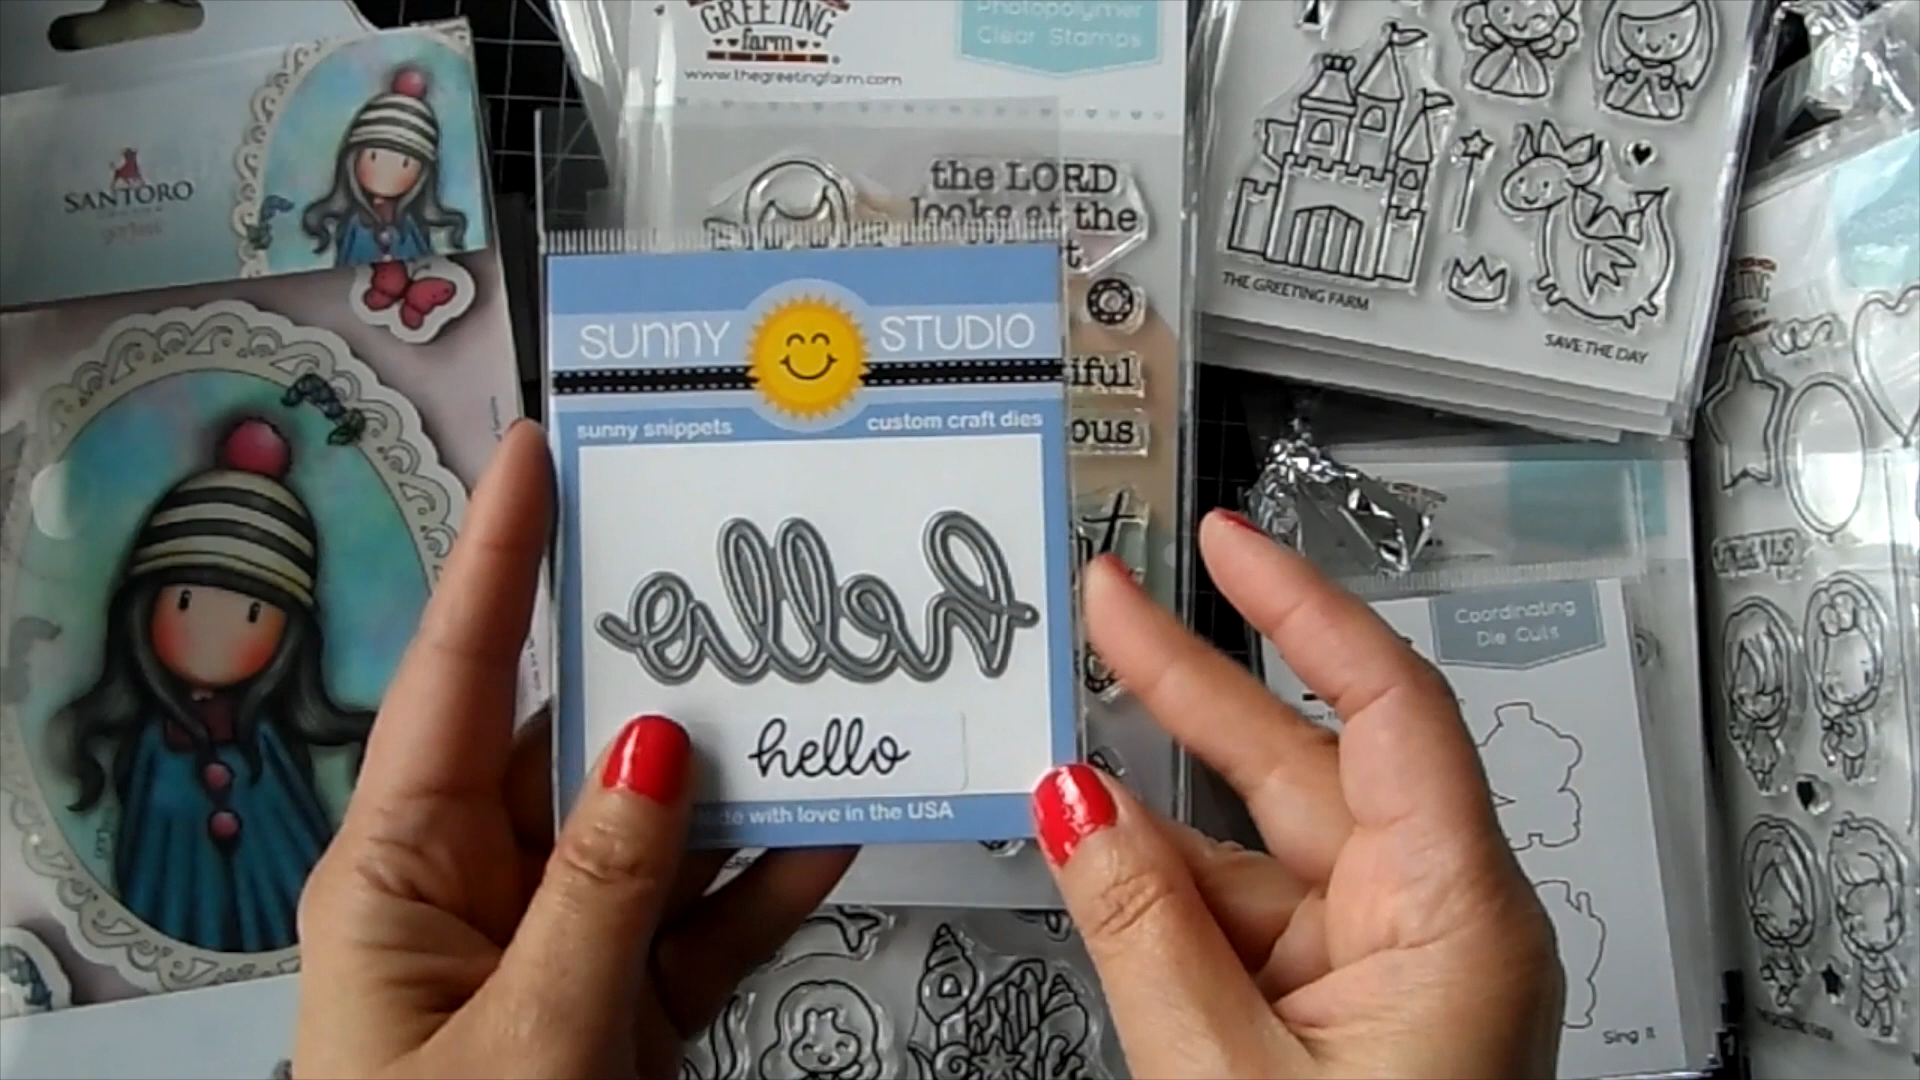 SANTORO
gorjuss
GREETING
farm
www.thegreetingfarm.com
Photopolymer
Clear Stamps
the LORD
looks at the
THE GREETING FARM
SAVE THE DAY
SUNNY STUDIO
sunny snippets
custom craft dies
hello
hello
made with love in the USA
iful
ous
Coordinating
Die Cuts
Sing It